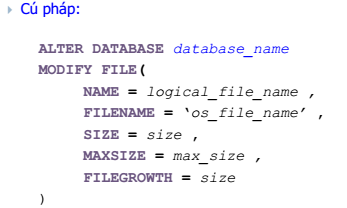 Cú pháp:
ALTER DATABASE database_name
MODIFY FILE(
NAME = logical_file_name ,
FILENAME = ‘os_file_name’ ,
SIZE = size ,
MAXSIZE = max_size ,
FILEGROWTH = size
)